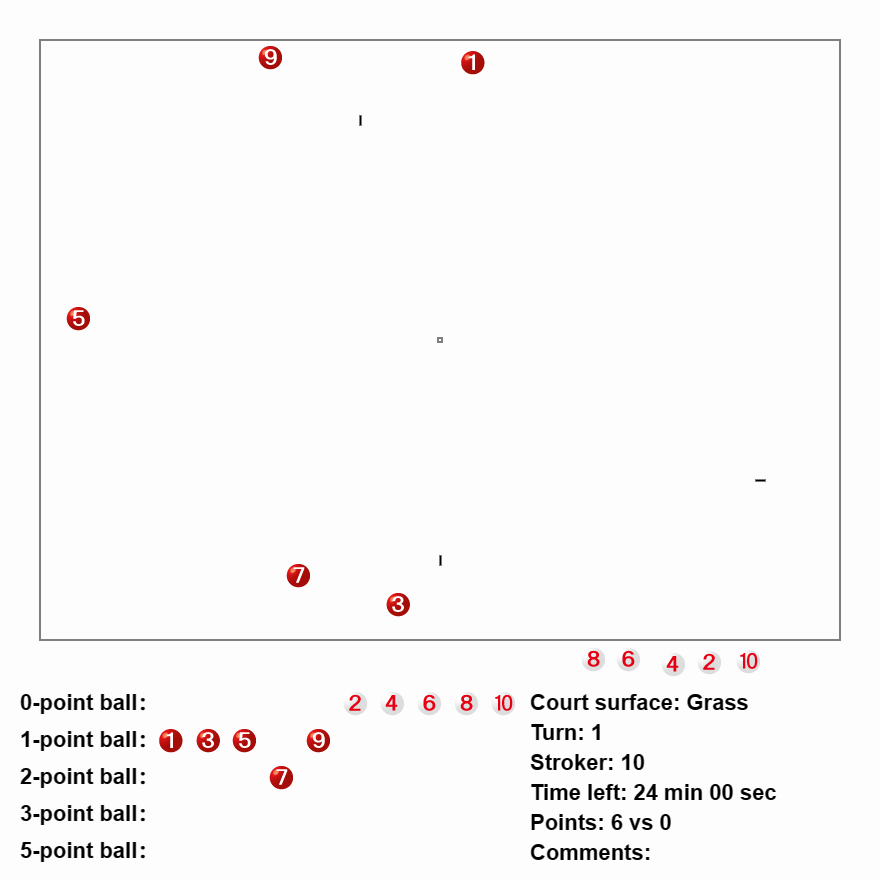 9 1
5
7 3
8 6 4 2 10
0-point ball: 2 4 6 8 10
1-point ball: 1 3 5 9
2-point ball: 7
3-point ball:
5-point ball:
Court surface: Grass
Turn: 1
Stroker: 10
Time left: 24 min 00 sec
Points: 6 vs 0
Comments: